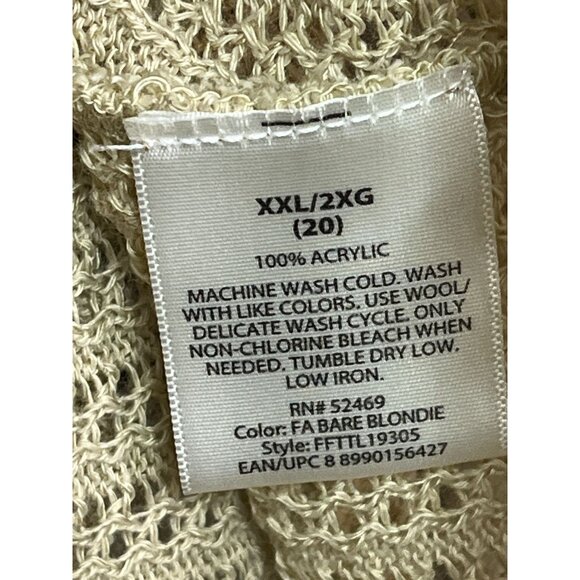 XXL/2XG
(20)
100% ACRYLIC
MACHINE WASH COLD. WASH
WITH LIKE COLORS. USE WOOL/
DELICATE WASH CYCLE. ONLY
NON-CHLORINE BLEACH WHEN
NEEDED. TUMBLE DRY LOW.
LOW IRON.
RN# 52469
Color: FA BARE BLONDIE
Style: FFTTL19305
EAN/UPC 8 8990156427